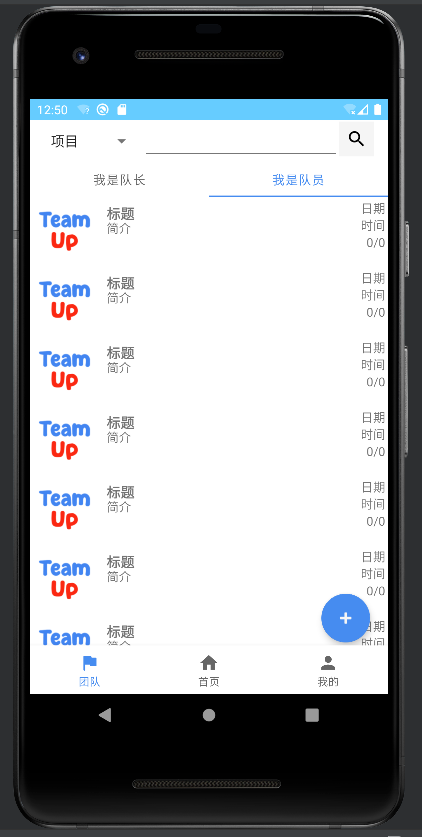 12:50
项目
我是队长 我是队员
Team Up
标题
简介
日期
时间
0/0
Team Up
标题
简介
日期
时间
0/0
Team Up
标题
简介
日期
时间
0/0
Team Up
标题
简介
日期
时间
0/0
Team Up
标题
简介
日期
时间
0/0
Team Up
标题
简介
日期
时间
0/0
Team
标题
简介
日期
时间
+
团队 首页 我的